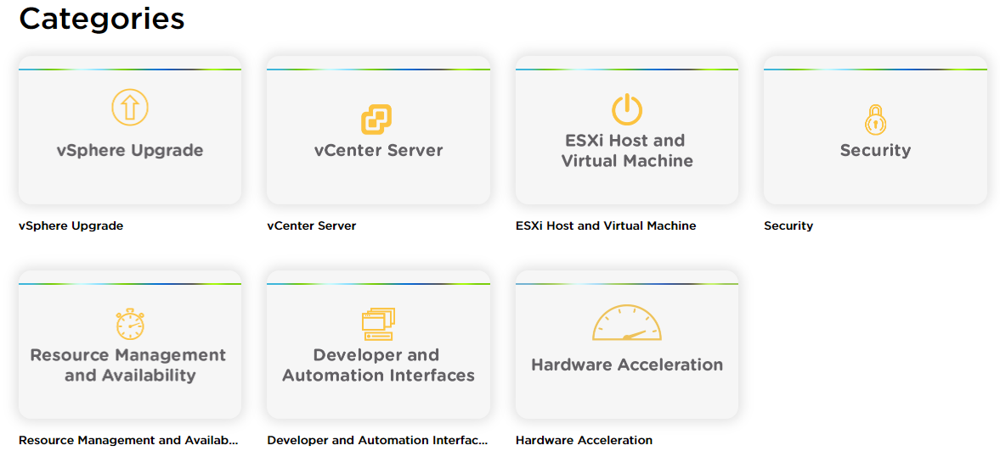 Categories
vSphere Upgrade
vCenter Server
ESXi Host and
Virtual Machine
Security
vSphere Upgrade
vCenter Server
ESXi Host and Virtual Machine
Security
Resource Management
and Availability
Developer and
Automation Interfaces
Hardware Acceleration
Resource Management and Availab...
Developer and Automation Interfac...
Hardware Acceleration